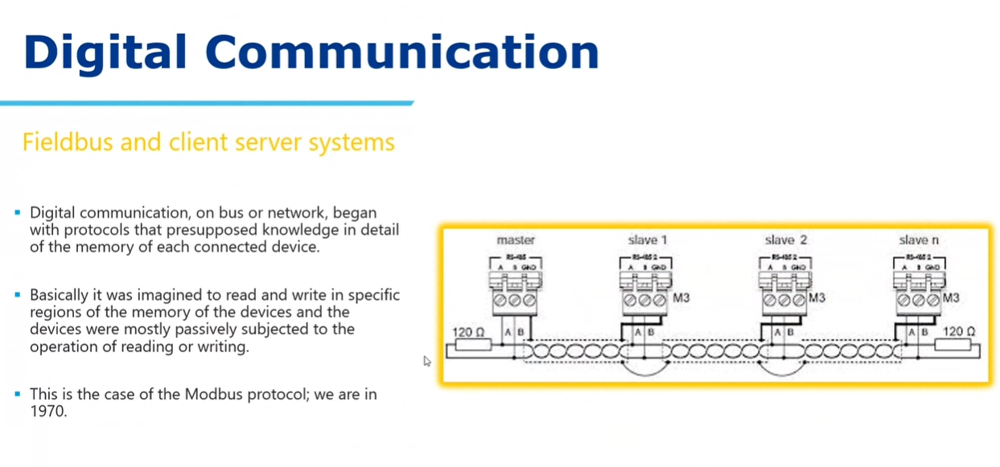 Digital Communication
Fieldbus and client server systems
Digital communication, on bus or network, began
with protocols that presupposed knowledge in detail
of the memory of each connected device.
Basically it was imagined to read and write in specific
regions of the memory of the devices and the
devices were mostly passively subjected to the
operation of reading or writing.
This is the case of the Modbus protocol; we are in
1970.
master slave 1 slave 2 slave n
RS-485 RS-485 2 RS-485 2 RS-485 2
A B GND A B GND A B GND A B GND
M3 M3 M3
120 Ω A B A B A B A B 120 Ω